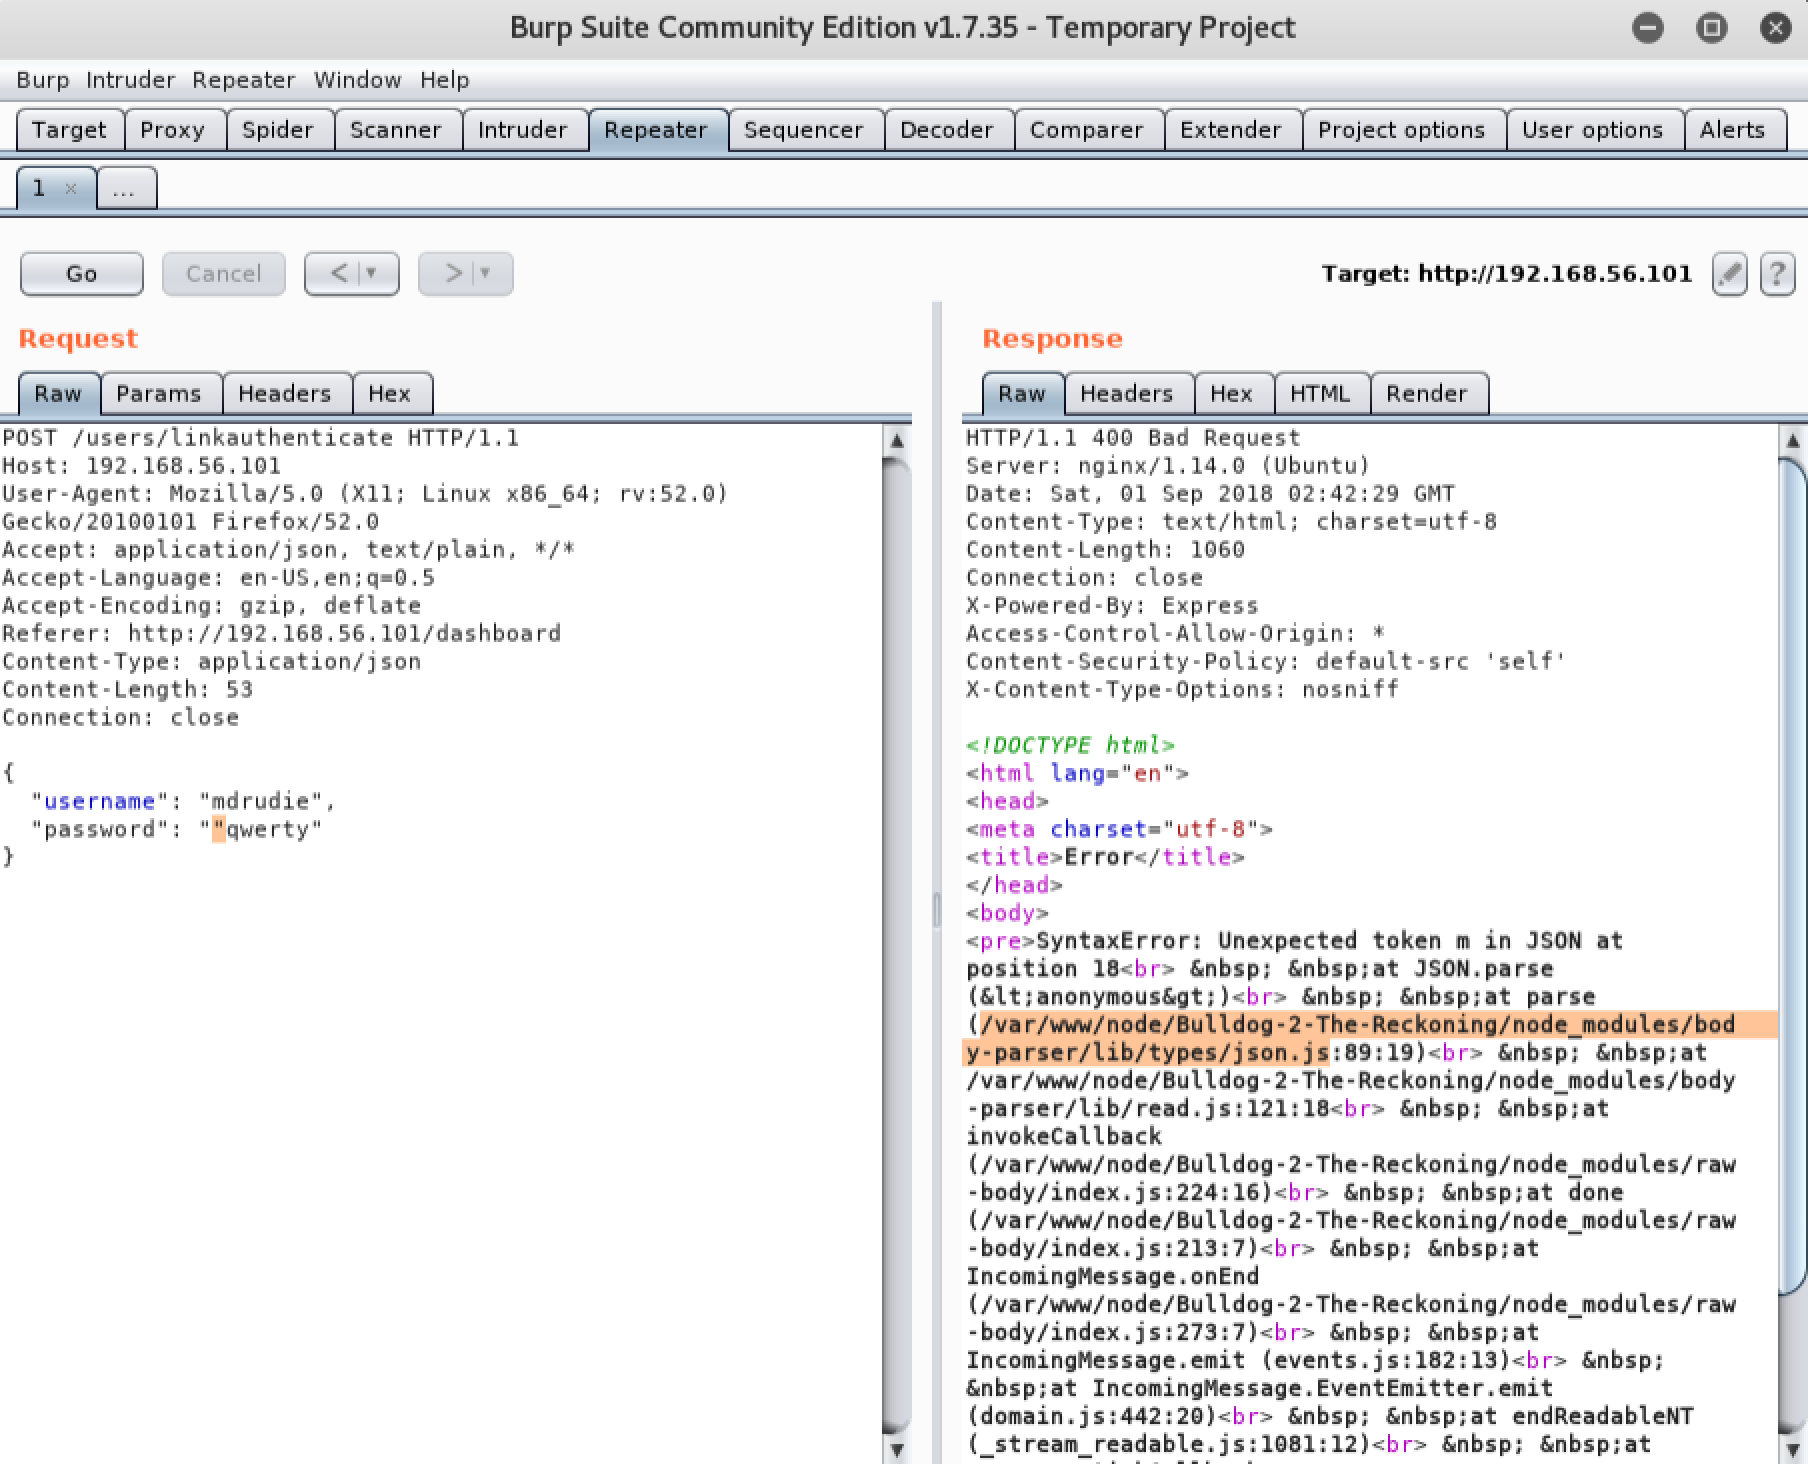 Burp Suite Community Edition v1.7.35 - Temporary Project
Burp Intruder Repeater Window Help
Target Proxy Spider Scanner Intruder Repeater Sequencer Decoder Comparer Extender Project options User options Alerts
1 × ...
Go Cancel < > Target: http://192.168.56.101 ?
Request
Raw Params Headers Hex
POST /users/linkauthenticate HTTP/1.1
Host: 192.168.56.101
User-Agent: Mozilla/5.0 (X11; Linux x86_64; rv:52.0)
Gecko/20100101 Firefox/52.0
Accept: application/json, text/plain, */*
Accept-Language: en-US,en;q=0.5
Accept-Encoding: gzip, deflate
Referer: http://192.168.56.101/dashboard
Content-Type: application/json
Content-Length: 53
Connection: close
{
"username": "mdrudie",
"password": ""qwerty"
}
Response
Raw Headers Hex HTML Render
HTTP/1.1 400 Bad Request
Server: nginx/1.14.0 (Ubuntu)
Date: Sat, 01 Sep 2018 02:42:29 GMT
Content-Type: text/html; charset=utf-8
Content-Length: 1060
Connection: close
X-Powered-By: Express
Access-Control-Allow-Origin: *
Content-Security-Policy: default-src 'self'
X-Content-Type-Options: nosniff
<!DOCTYPE html>
<html lang="en">
<head>
<meta charset="utf-8">
<title>Error</title>
</head>
<body>
<pre>SyntaxError: Unexpected token m in JSON at
position 18<br> &nbsp; &nbsp;at JSON.parse
(&lt;anonymous&gt;)<br> &nbsp; &nbsp;at parse
(/var/www/node/Bulldog-2-The-Reckoning/node_modules/bod
y-parser/lib/types/json.js:89:19)<br> &nbsp; &nbsp;at
/var/www/node/Bulldog-2-The-Reckoning/node_modules/body
-parser/lib/read.js:121:18<br> &nbsp; &nbsp;at
invokeCallback
(/var/www/node/Bulldog-2-The-Reckoning/node_modules/raw
-body/index.js:224:16)<br> &nbsp; &nbsp;at done
(/var/www/node/Bulldog-2-The-Reckoning/node_modules/raw
-body/index.js:213:7)<br> &nbsp; &nbsp;at
IncomingMessage.onEnd
(/var/www/node/Bulldog-2-The-Reckoning/node_modules/raw
-body/index.js:273:7)<br> &nbsp; &nbsp;at
IncomingMessage.emit (events.js:182:13)<br> &nbsp;
&nbsp;at IncomingMessage.EventEmitter.emit
(domain.js:442:20)<br> &nbsp; &nbsp;at endReadableNT
(_stream_readable.js:1081:12)<br> &nbsp; &nbsp;at